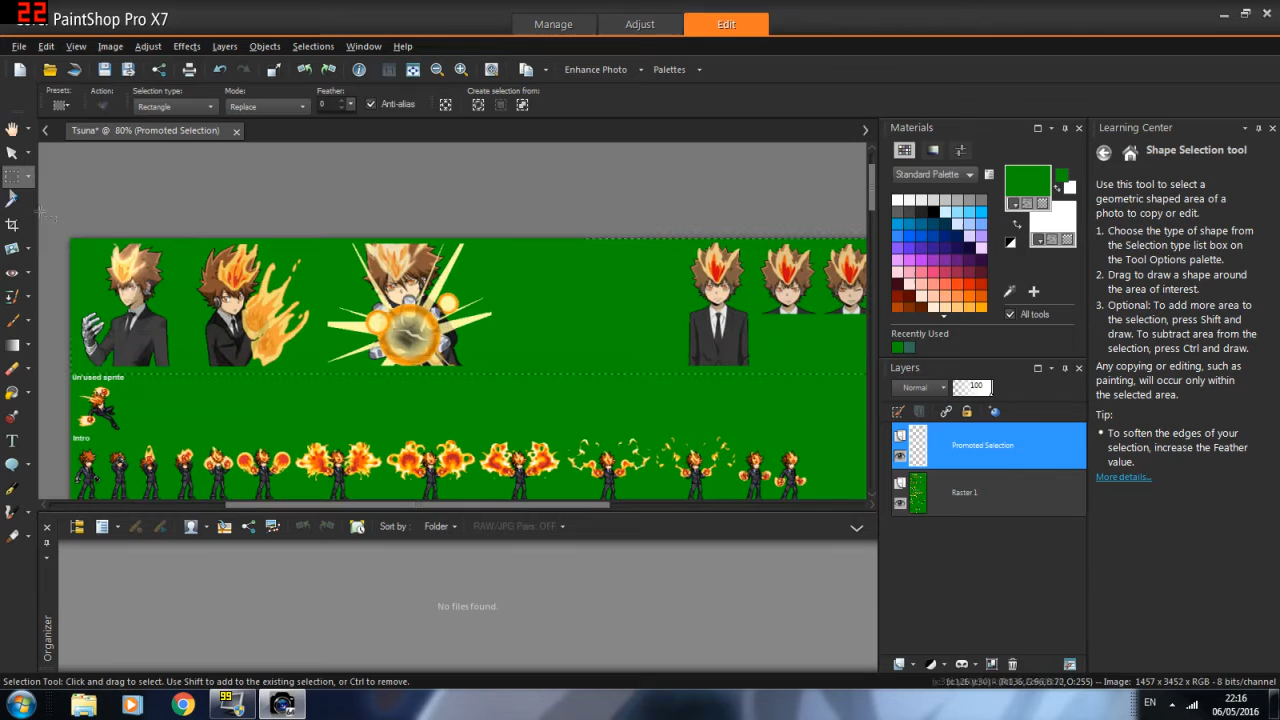 22
PaintShop Pro X7
Manage
Adjust
Edit
File Edit View Image Adjust Effects Layers Objects Selections Window Help
Enhance Photo
Palettes
Presets:
Action:
Selection type:
Mode:
Feather:
Create selection from:
Rectangle
Replace
0
Anti-alias
Tsuna* @ 80% (Promoted Selection)
Un'used sprite
Intro
Materials
Standard Palette
All tools
Recently Used
Layers
Normal
100
Promoted Selection
Raster 1
Learning Center
Shape Selection tool
Use this tool to select a
geometric shaped area of a
photo to copy or edit.
1. Choose the type of shape from
the Selection type list box on
the Tool Options palette.
2. Drag to draw a shape around
the area of interest.
3. Optional: To add more area to
the selection, press Shift and
draw. To subtract area from the
selection, press Ctrl and draw.
Any copying or editing, such as
painting, will occur only within
the selected area.
Tip:
• To soften the edges of your
selection, increase the Feather
value.
More details...
Sort by:
Folder
RAW/JPG Pairs: OFF
Organizer
No files found.
Selection Tool: Click and drag to select. Use Shift to add to the existing selection, or Ctrl to remove.
Image: 1457 x 3452 x RGB - 8 bits/channel
99
EN
22:16
06/05/2016